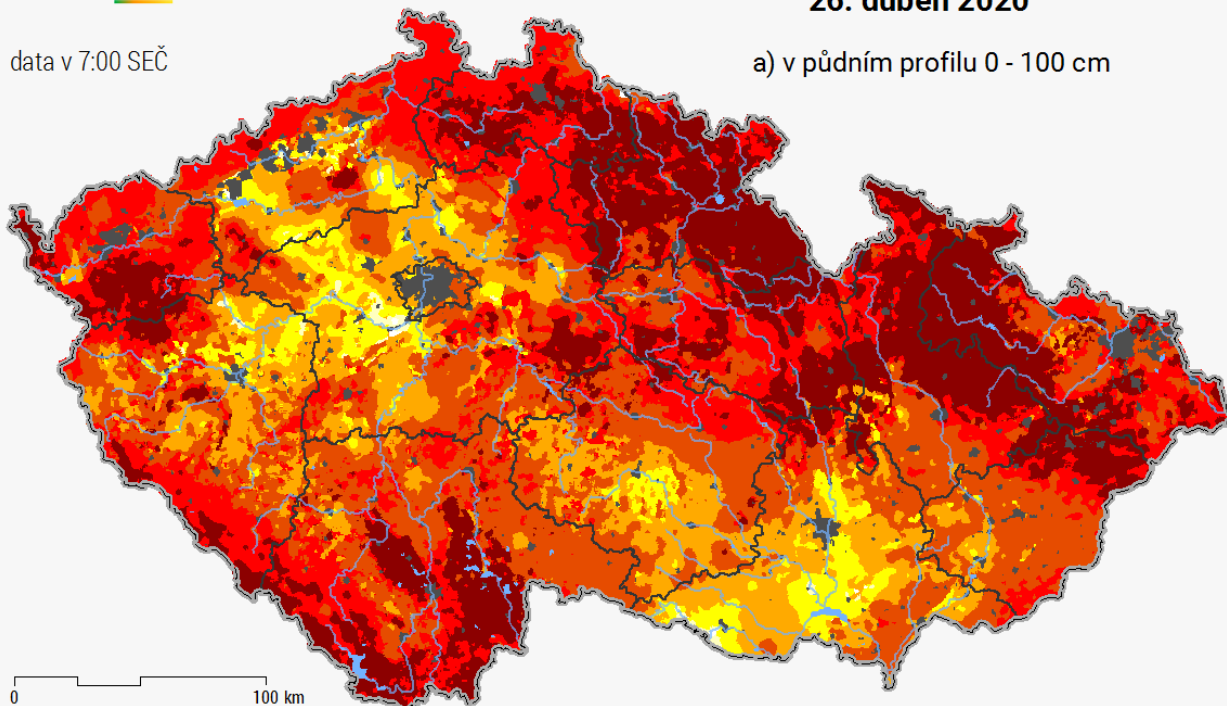 26. duben 2020
data v 7:00 SEČ
a) v půdním profilu 0 - 100 cm
0 100 km